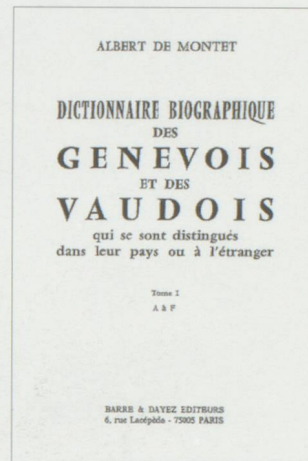 ALBERT DE MONTET
DICTIONNAIRE BIOGRAPHIQUE
DES
GENEVOIS
ET DES
VAUDOIS
qui se sont distingués
dans leur pays ou à l'étranger
Tome I
A à F
BARRE & DAYEZ EDITEURS
6, rue Lacépède - 75005 PARIS